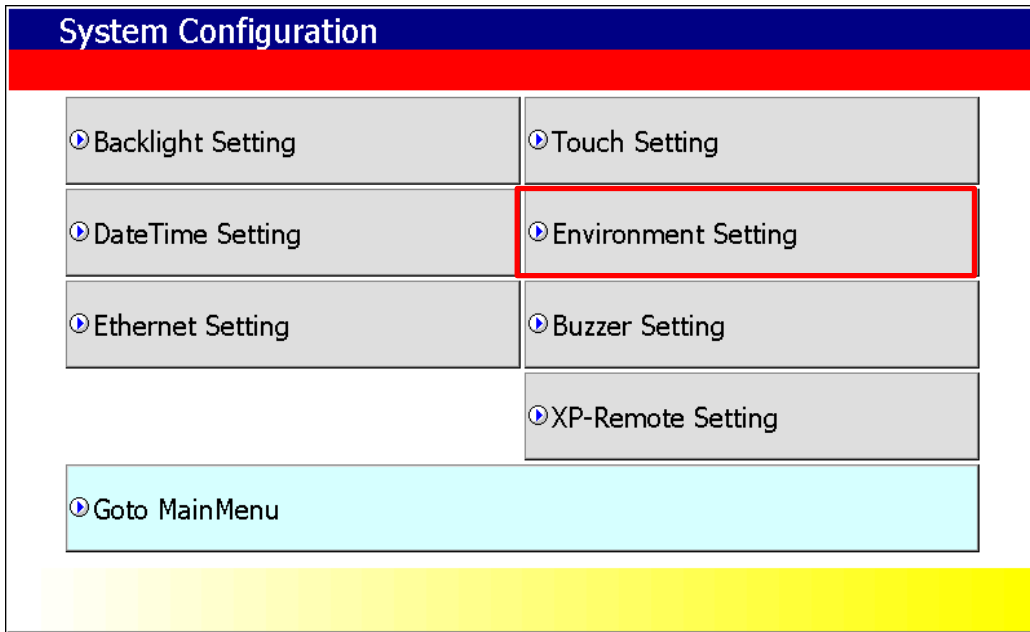 System Configuration
Backlight Setting
Touch Setting
DateTime Setting
Environment Setting
Ethernet Setting
Buzzer Setting
XP-Remote Setting
Goto MainMenu